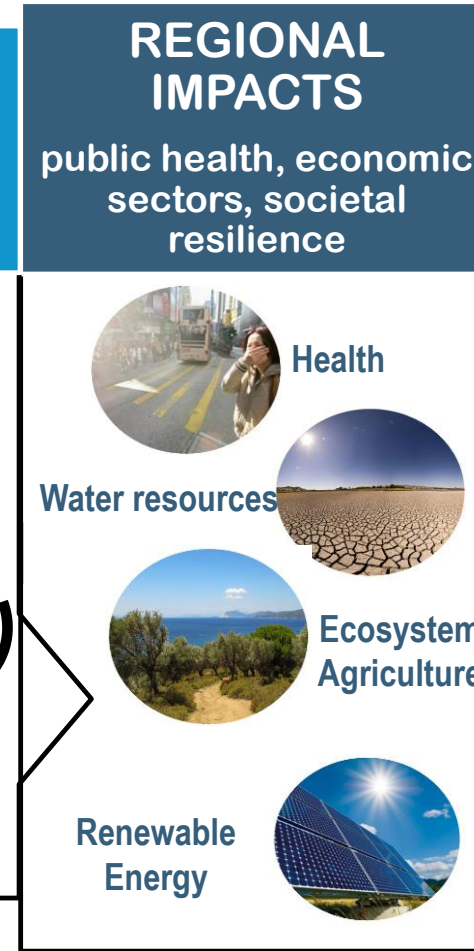 REGIONAL
IMPACTS
public health, economic
sectors, societal
resilience
Health
Water resources
Ecosystem
Agriculture
Renewable
Energy